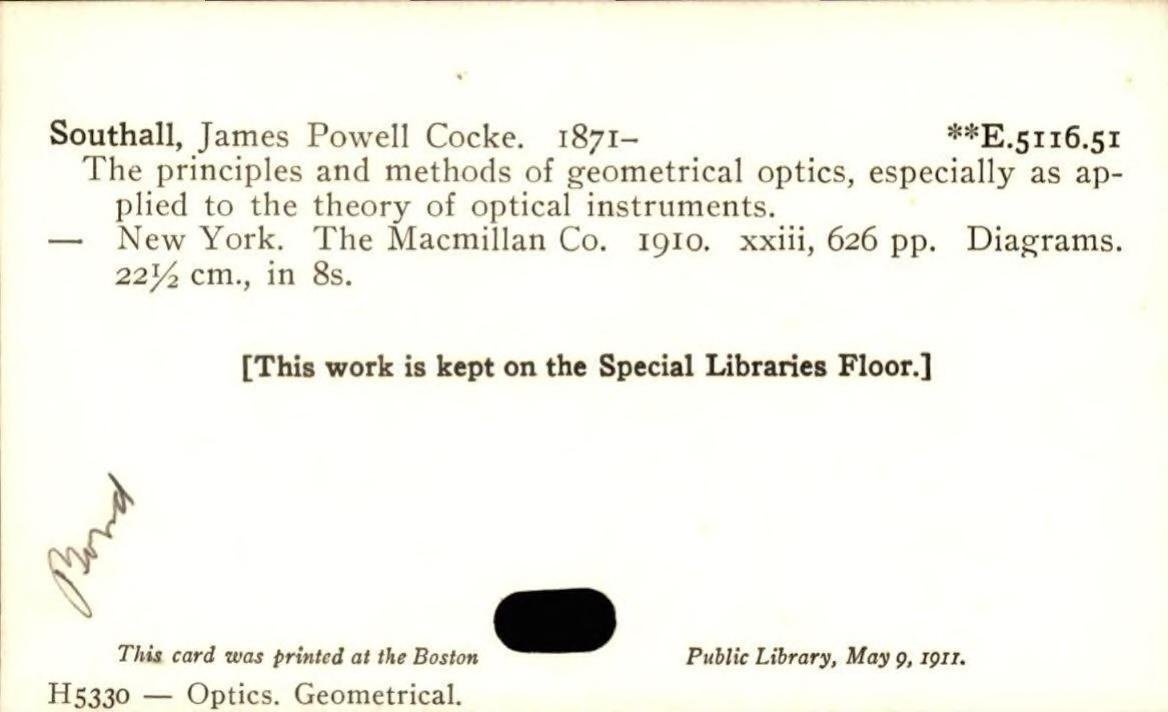 Southall, James Powell Cocke. 1871– **E.5116.51
The principles and methods of geometrical optics, especially as ap-
plied to the theory of optical instruments.
— New York. The Macmillan Co. 1910. xxiii, 626 pp. Diagrams.
22½ cm., in 8s.
[This work is kept on the Special Libraries Floor.]
Bond
This card was printed at the Boston Public Library, May 9, 1911.
H5330 — Optics. Geometrical.